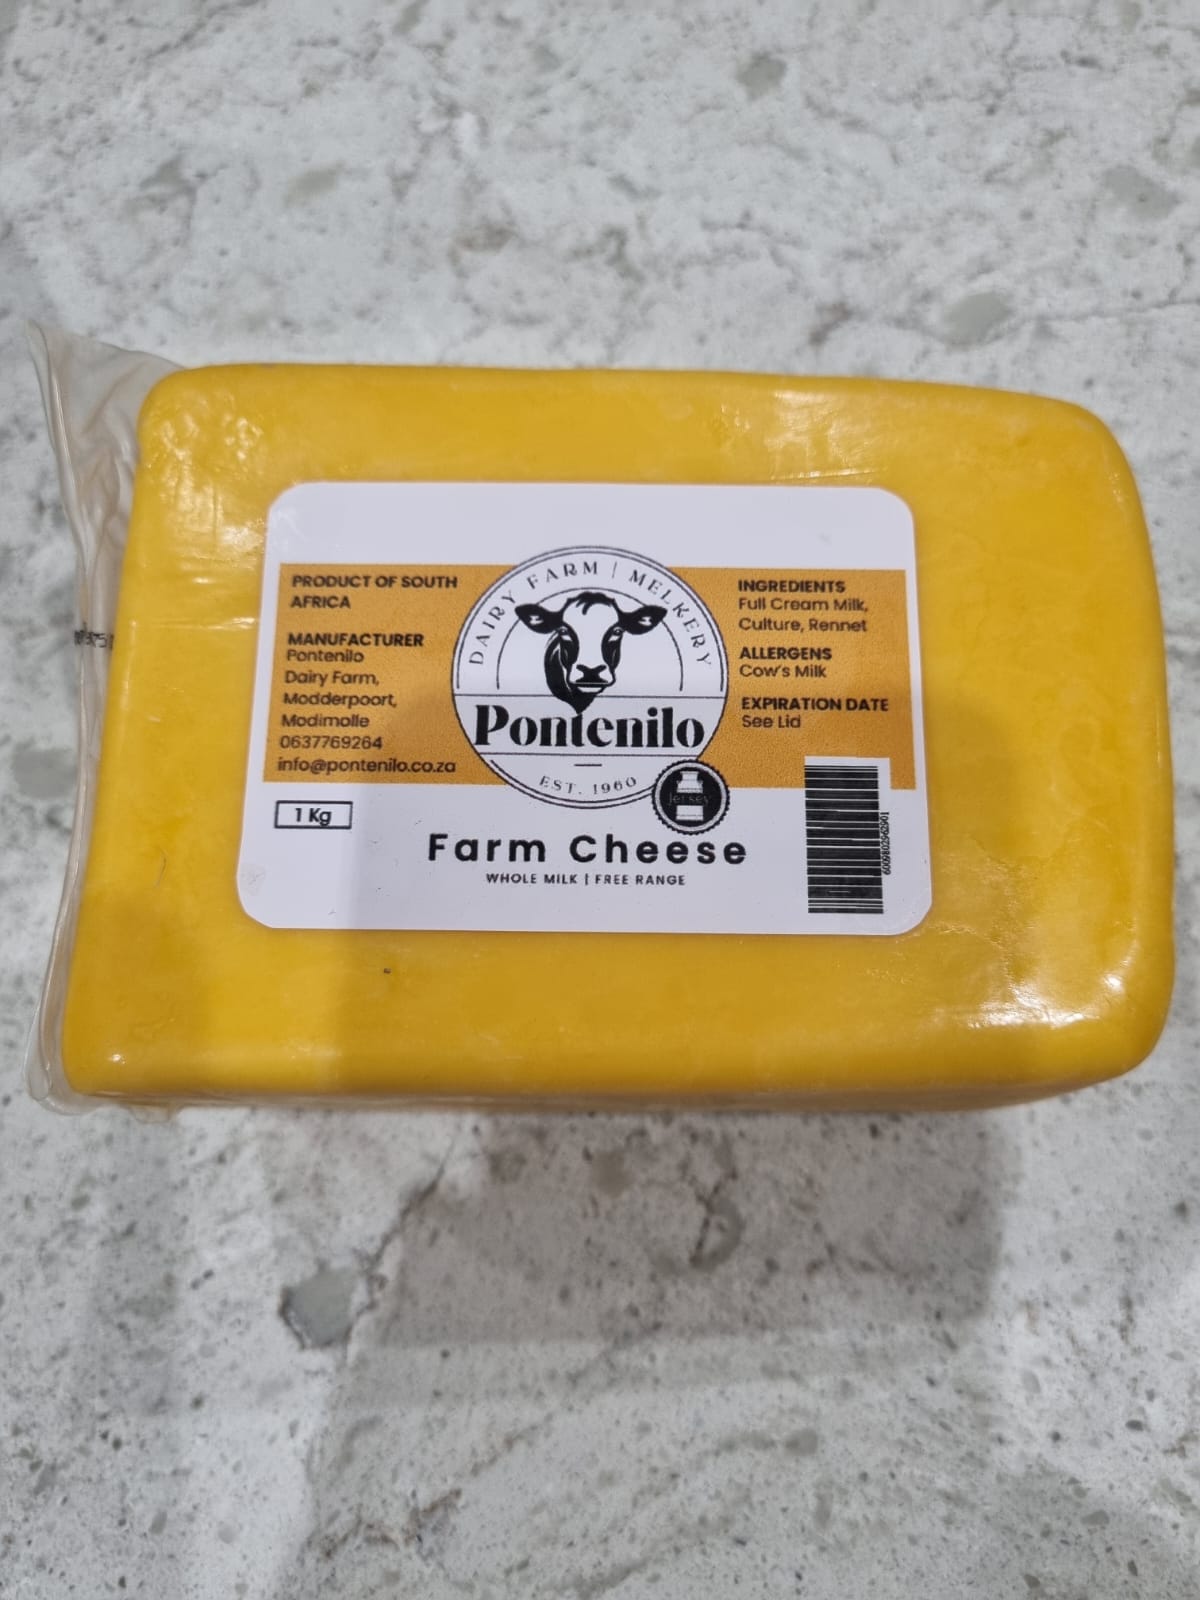 PRODUCT OF SOUTH
AFRICA
MANUFACTURER
Pontenilo
Dairy Farm,
Modderpoort,
Modimolle
0637769264
info@pontenilo.co.za
1 Kg
DAIRY FARM | MELKERY
Pontenilo
EST. 1960
Jersey
Farm Cheese
WHOLE MILK | FREE RANGE
INGREDIENTS
Full Cream Milk,
Culture, Rennet
ALLERGENS
Cow's Milk
EXPIRATION DATE
See Lid